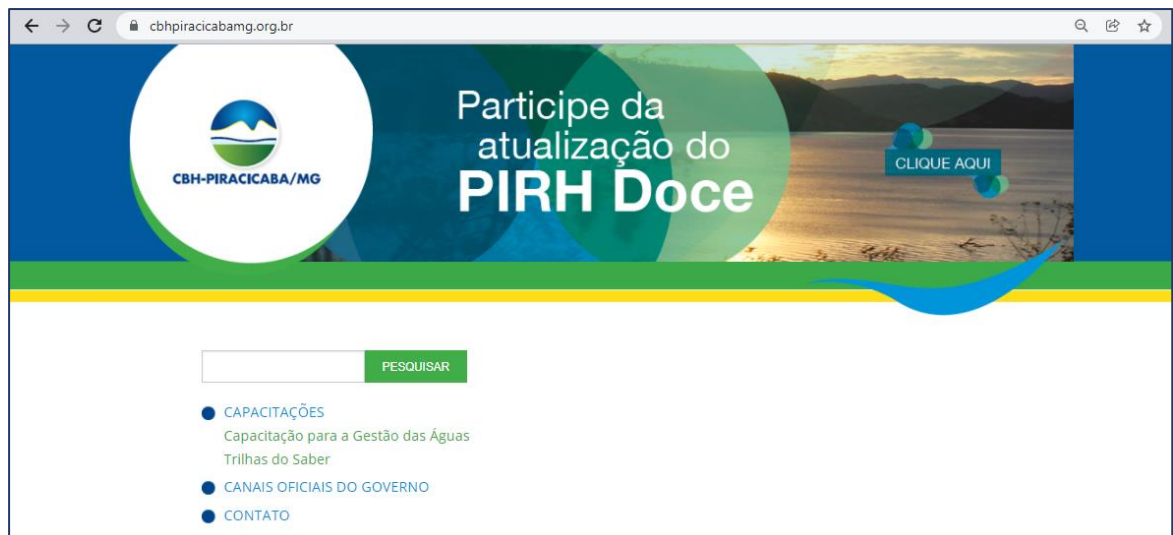 cbhpiracicabamg.org.br
CBH-PIRACICABA/MG
Participe da
atualização do
PIRH Doce
CLIQUE AQUI
PESQUISAR
CAPACITAÇÕES
Capacitação para a Gestão das Águas
Trilhas do Saber
CANAIS OFICIAIS DO GOVERNO
CONTATO